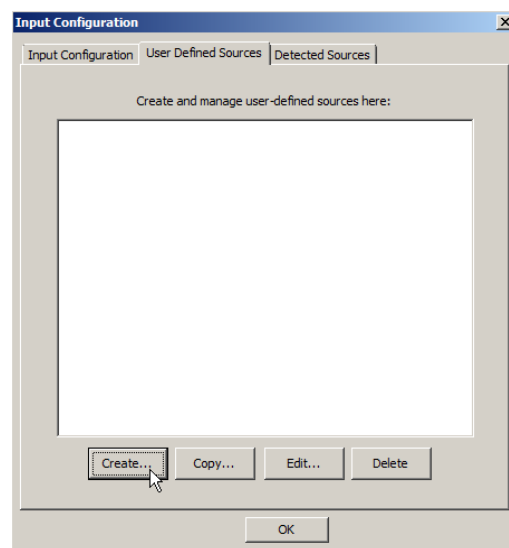 Input Configuration
Input Configuration User Defined Sources Detected Sources
Create and manage user-defined sources here:
Create... Copy... Edit... Delete
OK